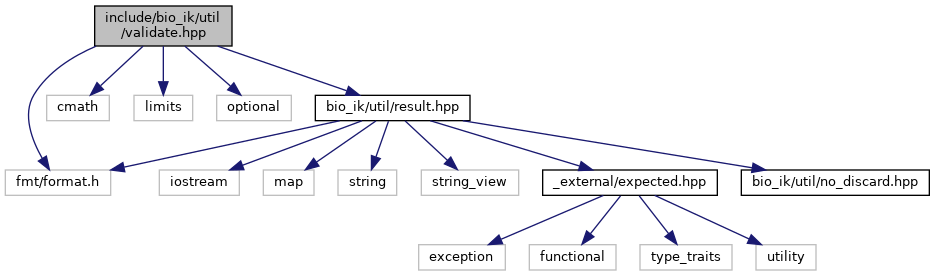 include/bio_ik/util
/validate.hpp
cmath
limits
optional
bio_ik/util/result.hpp
fmt/format.h
iostream
map
string
string_view
_external/expected.hpp
bio_ik/util/no_discard.hpp
exception
functional
type_traits
utility